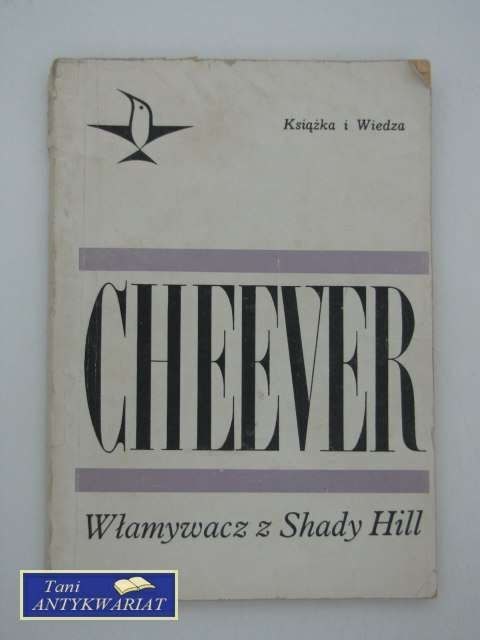 Książka i Wiedza
CHEEVER
Włamywacz z Shady Hill
Tani
ANTYKWARIAT